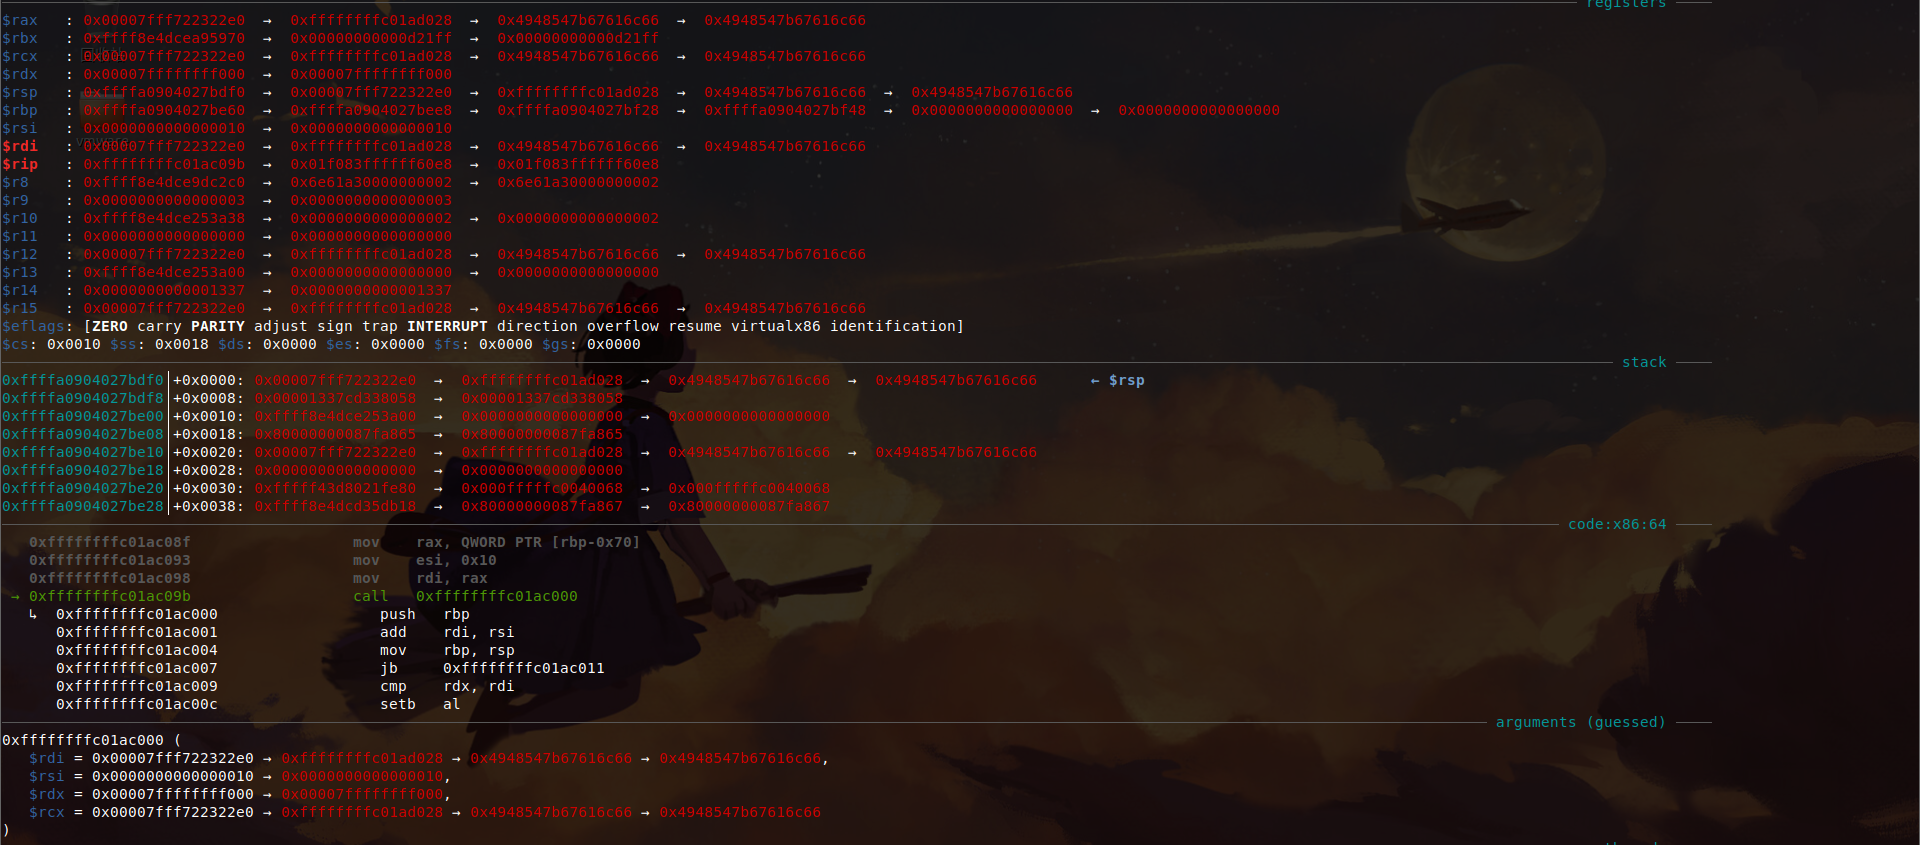 registers
$rax   : 0x00007fff722322e0  →  0xffffffffc01ad028  →  0x4948547b67616c66  →  0x4948547b67616c66
$rbx   : 0xffff8e4dcea95970  →  0x00000000000d21ff  →  0x00000000000d21ff
$rcx   : 0x00007fff722322e0  →  0xffffffffc01ad028  →  0x4948547b67616c66  →  0x4948547b67616c66
$rdx   : 0x00007ffffffff000  →  0x00007ffffffff000
$rsp   : 0xffffa0904027bdf0  →  0x00007fff722322e0  →  0xffffffffc01ad028  →  0x4948547b67616c66  →  0x4948547b67616c66
$rbp   : 0xffffa0904027be60  →  0xffffa0904027bee8  →  0xffffa0904027bf28  →  0xffffa0904027bf48  →  0x0000000000000000  →  0x0000000000000000
$rsi   : 0x0000000000000010  →  0x0000000000000010
$rdi   : 0x00007fff722322e0  →  0xffffffffc01ad028  →  0x4948547b67616c66  →  0x4948547b67616c66
$rip   : 0xffffffffc01ac09b  →  0x01f083ffffff60e8  →  0x01f083ffffff60e8
$r8    : 0xffff8e4dce9dc2c0  →  0x6e61a30000000002  →  0x6e61a30000000002
$r9    : 0x0000000000000003  →  0x0000000000000003
$r10   : 0xffff8e4dce253a38  →  0x0000000000000002  →  0x0000000000000002
$r11   : 0x0000000000000000  →  0x0000000000000000
$r12   : 0x00007fff722322e0  →  0xffffffffc01ad028  →  0x4948547b67616c66  →  0x4948547b67616c66
$r13   : 0xffff8e4dce253a00  →  0x0000000000000000  →  0x0000000000000000
$r14   : 0x0000000000001337  →  0x0000000000001337
$r15   : 0x00007fff722322e0  →  0xffffffffc01ad028  →  0x4948547b67616c66  →  0x4948547b67616c66
$eflags: [ZERO carry PARITY adjust sign trap INTERRUPT direction overflow resume virtualx86 identification]
$cs: 0x0010 $ss: 0x0018 $ds: 0x0000 $es: 0x0000 $fs: 0x0000 $gs: 0x0000
stack
0xffffa0904027bdf0│+0x0000: 0x00007fff722322e0  →  0xffffffffc01ad028  →  0x4948547b67616c66  →  0x4948547b67616c66      ← $rsp
0xffffa0904027bdf8│+0x0008: 0x00001337cd338058  →  0x00001337cd338058
0xffffa0904027be00│+0x0010: 0xffff8e4dce253a00  →  0x0000000000000000  →  0x0000000000000000
0xffffa0904027be08│+0x0018: 0x80000000087fa865  →  0x80000000087fa865
0xffffa0904027be10│+0x0020: 0x00007fff722322e0  →  0xffffffffc01ad028  →  0x4948547b67616c66  →  0x4948547b67616c66
0xffffa0904027be18│+0x0028: 0x0000000000000000  →  0x0000000000000000
0xffffa0904027be20│+0x0030: 0xfffff43d8021fe80  →  0x000fffffc0040068  →  0x000fffffc0040068
0xffffa0904027be28│+0x0038: 0xffff8e4dcd35db18  →  0x80000000087fa867  →  0x80000000087fa867
code:x86:64
0xffffffffc01ac08f                  mov    rax, QWORD PTR [rbp-0x70]
0xffffffffc01ac093                  mov    esi, 0x10
0xffffffffc01ac098                  mov    rdi, rax
→ 0xffffffffc01ac09b                  call   0xffffffffc01ac000
↳  0xffffffffc01ac000                  push   rbp
0xffffffffc01ac001                  add    rdi, rsi
0xffffffffc01ac004                  mov    rbp, rsp
0xffffffffc01ac007                  jb     0xffffffffc01ac011
0xffffffffc01ac009                  cmp    rdx, rdi
0xffffffffc01ac00c                  setb   al
arguments (guessed)
0xffffffffc01ac000 (
$rdi = 0x00007fff722322e0 → 0xffffffffc01ad028 → 0x4948547b67616c66 → 0x4948547b67616c66,
$rsi = 0x0000000000000010 → 0x0000000000000010,
$rdx = 0x00007ffffffff000 → 0x00007ffffffff000,
$rcx = 0x00007fff722322e0 → 0xffffffffc01ad028 → 0x4948547b67616c66 → 0x4948547b67616c66
)